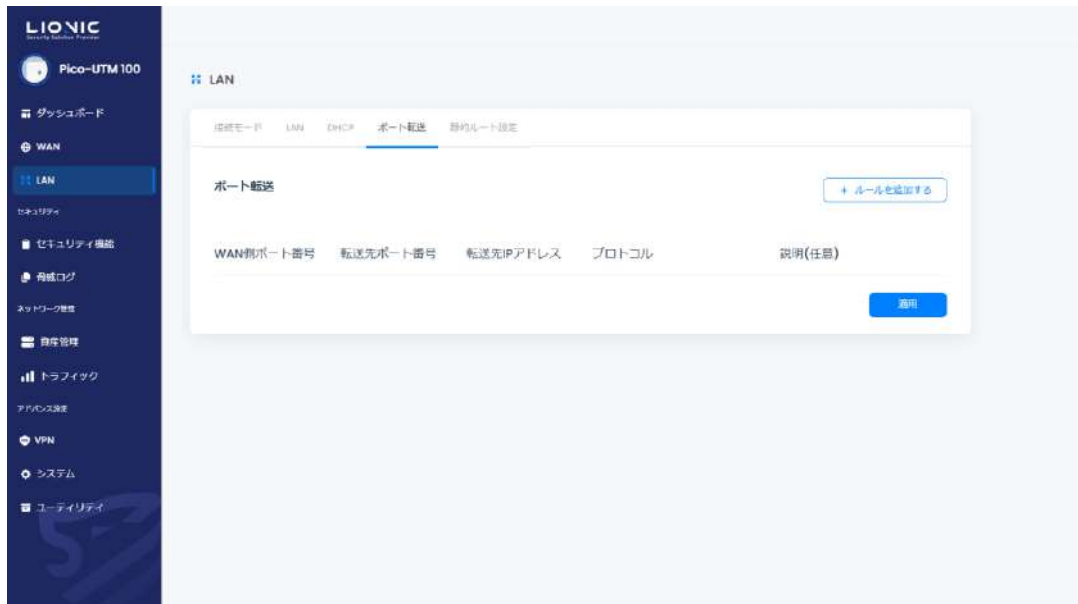 LIONIC
Security Solution Provider
Pico-UTM 100
ダッシュボード
WAN
LAN
セキュリティ
セキュリティ機能
脅威ログ
ネットワーク管理
資産管理
トラフィック
アドバンス設定
VPN
システム
ユーティリティ
LAN
接続モード LAN DHCP ポート転送 静的ルート設定
ポート転送
+ ルールを追加する
WAN側ポート番号 転送先ポート番号 転送先IPアドレス プロトコル 説明(任意)
適用